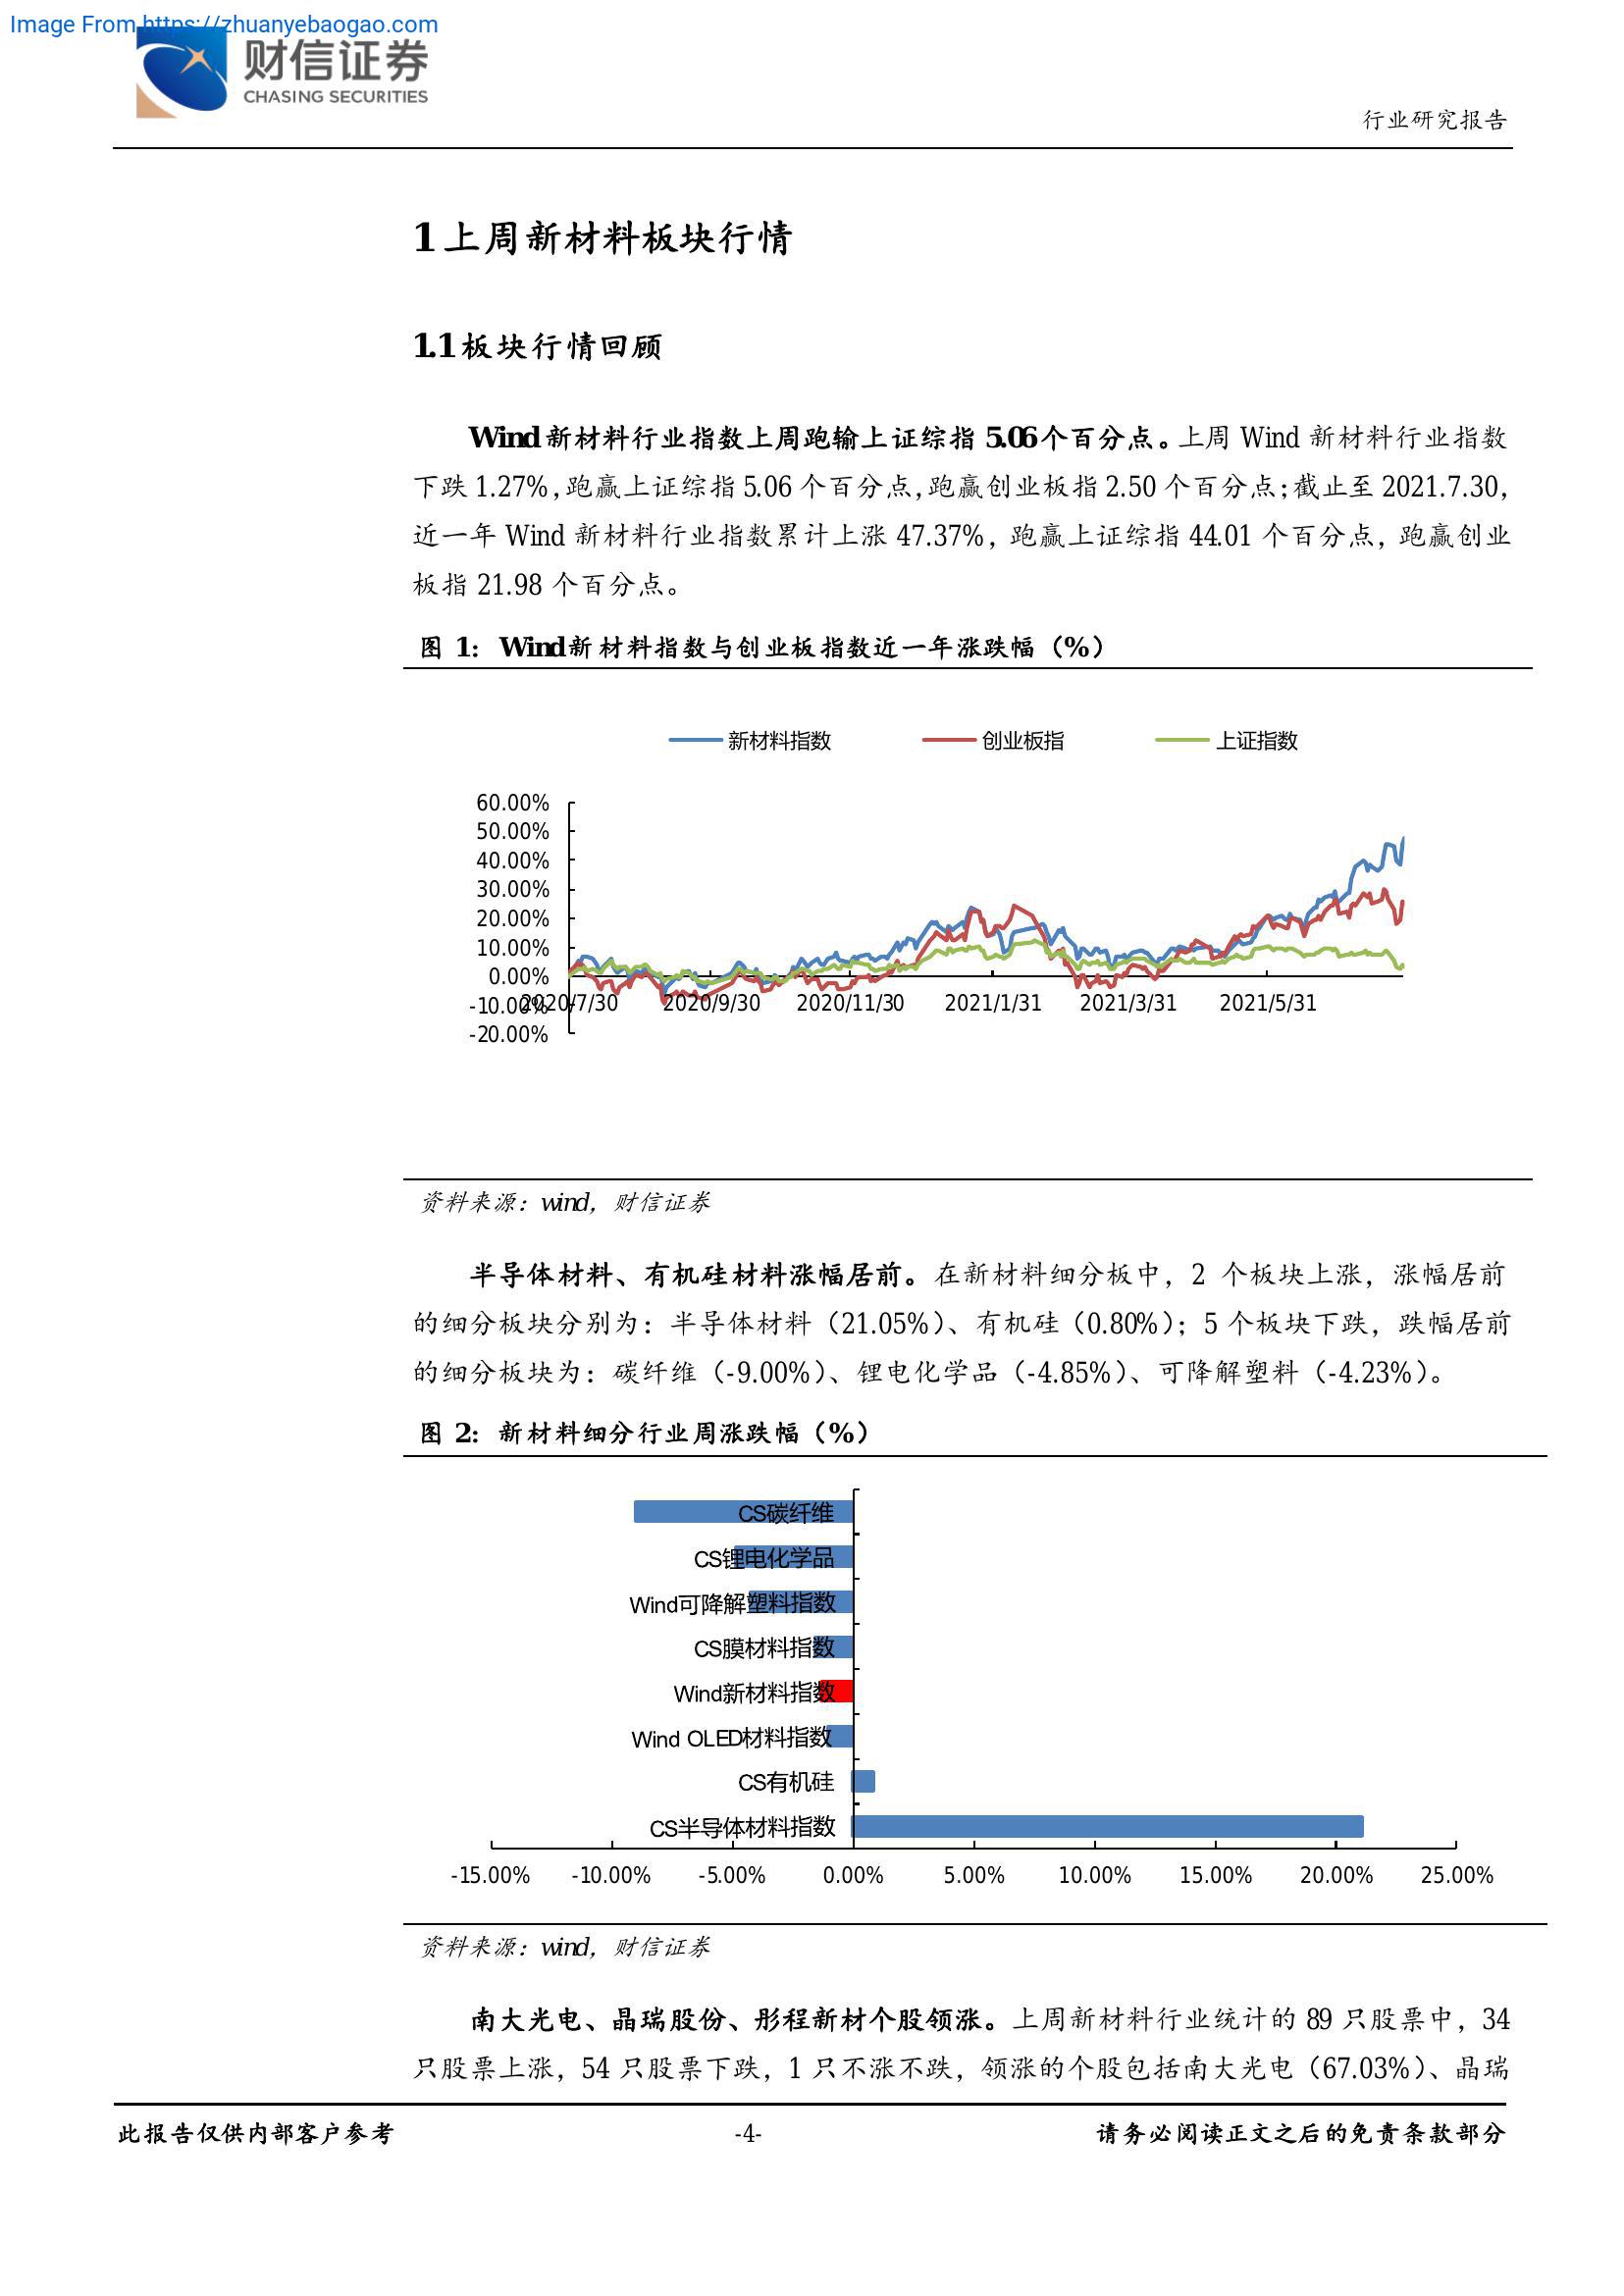 Image From https://zhuanyebaogao.com
财信证券
CHASING SECURITIES
行业研究报告
1 上周新材料板块行情
1.1 板块行情回顾
Wind 新材料行业指数上周跑输上证综指 5.06 个百分点。上周 Wind 新材料行业指数
下跌 1.27%，跑赢上证综指 5.06 个百分点，跑赢创业板指 2.50 个百分点；截止至 2021.7.30，
近一年 Wind 新材料行业指数累计上涨 47.37%，跑赢上证综指 44.01 个百分点，跑赢创业
板指 21.98 个百分点。
图 1：Wind新材料指数与创业板指数近一年涨跌幅（%）
新材料指数 创业板指 上证指数
60.00%
50.00%
40.00%
30.00%
20.00%
10.00%
0.00%
-10.00%
-20.00%
2020/7/30 2020/9/30 2020/11/30 2021/1/31 2021/3/31 2021/5/31
资料来源：wind，财信证券
半导体材料、有机硅材料涨幅居前。在新材料细分板中，2 个板块上涨，涨幅居前
的细分板块分别为：半导体材料（21.05%）、有机硅（0.80%）；5 个板块下跌，跌幅居前
的细分板块为：碳纤维（-9.00%）、锂电化学品（-4.85%）、可降解塑料（-4.23%）。
图 2：新材料细分行业周涨跌幅（%）
CS碳纤维
CS锂电化学品
Wind可降解塑料指数
CS膜材料指数
Wind新材料指数
Wind OLED材料指数
CS有机硅
CS半导体材料指数
-15.00% -10.00% -5.00% 0.00% 5.00% 10.00% 15.00% 20.00% 25.00%
资料来源：wind，财信证券
南大光电、晶瑞股份、彤程新材个股领涨。上周新材料行业统计的 89 只股票中，34
只股票上涨，54 只股票下跌，1 只不涨不跌，领涨的个股包括南大光电（67.03%）、晶瑞
此报告仅供内部客户参考 -4- 请务必阅读正文之后的免责条款部分